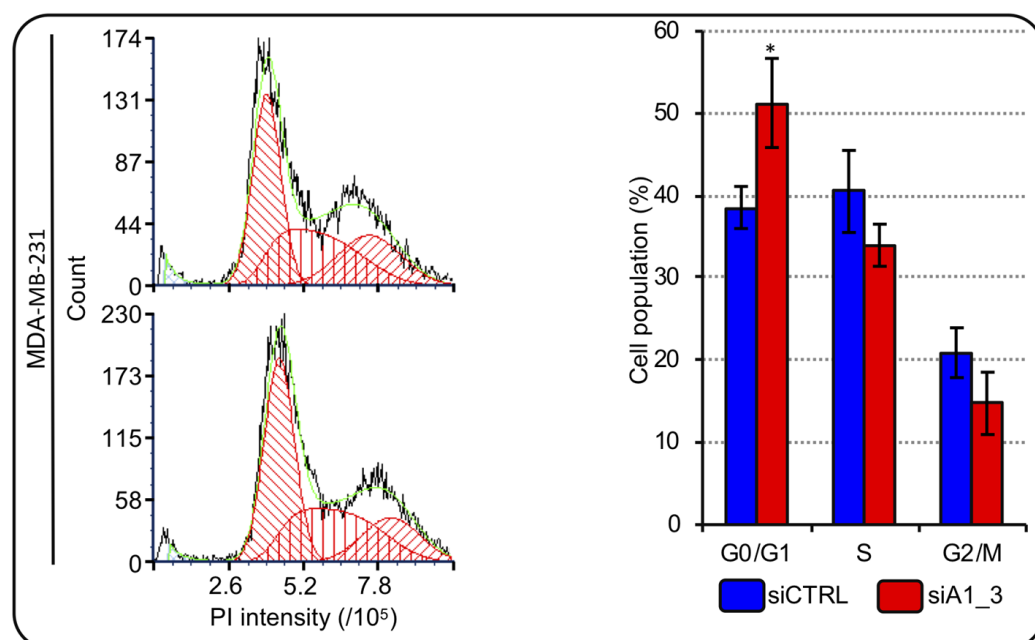 MDA-MB-231
Count
174
131
87
44
0
230
173
115
58
0
2.6 5.2 7.8
PI intensity (/10⁵)
Cell population (%)
60
50
40
30
20
10
0
*
G0/G1 S G2/M
siCTRL siA1_3